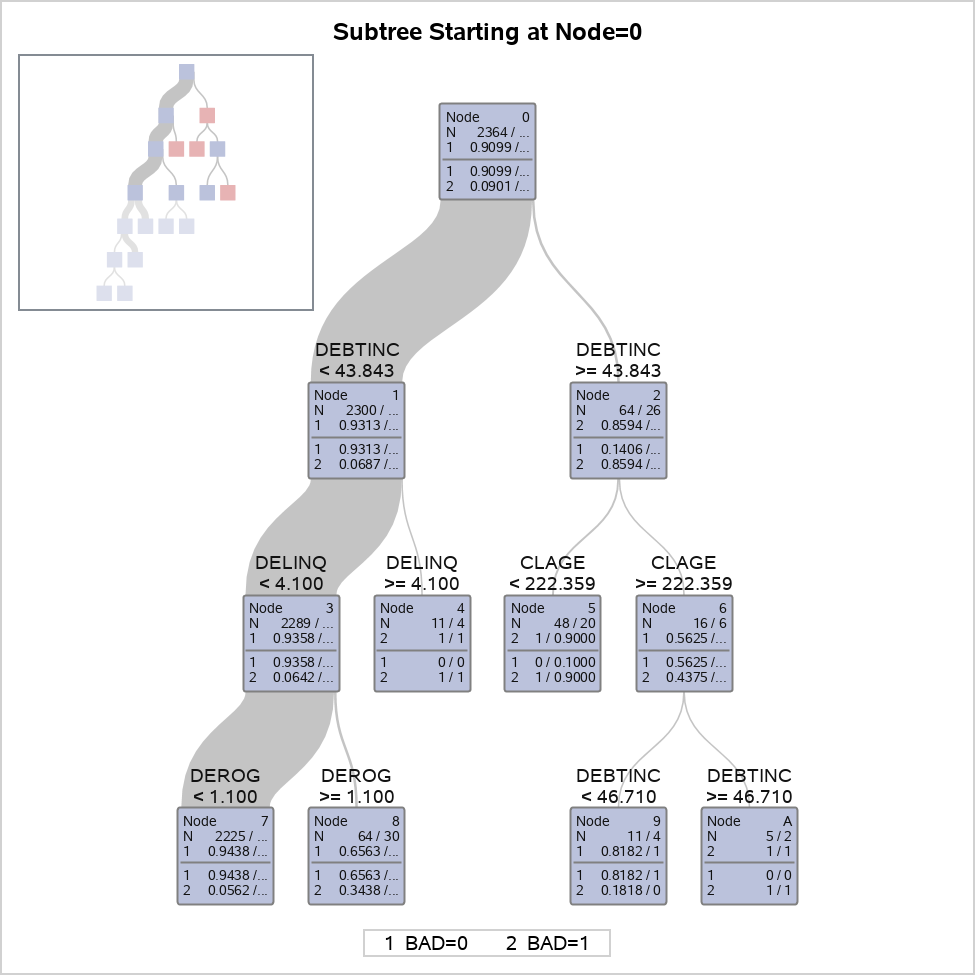 Subtree Starting at Node=0
Node 0
N 2364 / ...
1 0.9099 /...
1 0.9099 /...
2 0.0901 /...
DEBTINC
< 43.843
Node 1
N 2300 / ...
1 0.9313 /...
1 0.9313 /...
2 0.0687 /...
DEBTINC
>= 43.843
Node 2
N 64 / 26
2 0.8594 /...
1 0.1406 /...
2 0.8594 /...
DELINQ
< 4.100
Node 3
N 2289 / ...
1 0.9358 /...
1 0.9358 /...
2 0.0642 /...
DELINQ
>= 4.100
Node 4
N 11 / 4
2 1 / 1
1 0 / 0
2 1 / 1
CLAGE
< 222.359
Node 5
N 48 / 20
2 1 / 0.9000
1 0 / 0.1000
2 1 / 0.9000
CLAGE
>= 222.359
Node 6
N 16 / 6
1 0.5625 /...
1 0.5625 /...
2 0.4375 /...
DEROG
< 1.100
Node 7
N 2225 / ...
1 0.9438 /...
1 0.9438 /...
2 0.0562 /...
DEROG
>= 1.100
Node 8
N 64 / 30
1 0.6563 /...
1 0.6563 /...
2 0.3438 /...
DEBTINC
< 46.710
Node 9
N 11 / 4
1 0.8182 / 1
1 0.8182 / 1
2 0.1818 / 0
DEBTINC
>= 46.710
Node A
N 5 / 2
2 1 / 1
1 0 / 0
2 1 / 1
1 BAD=0 2 BAD=1